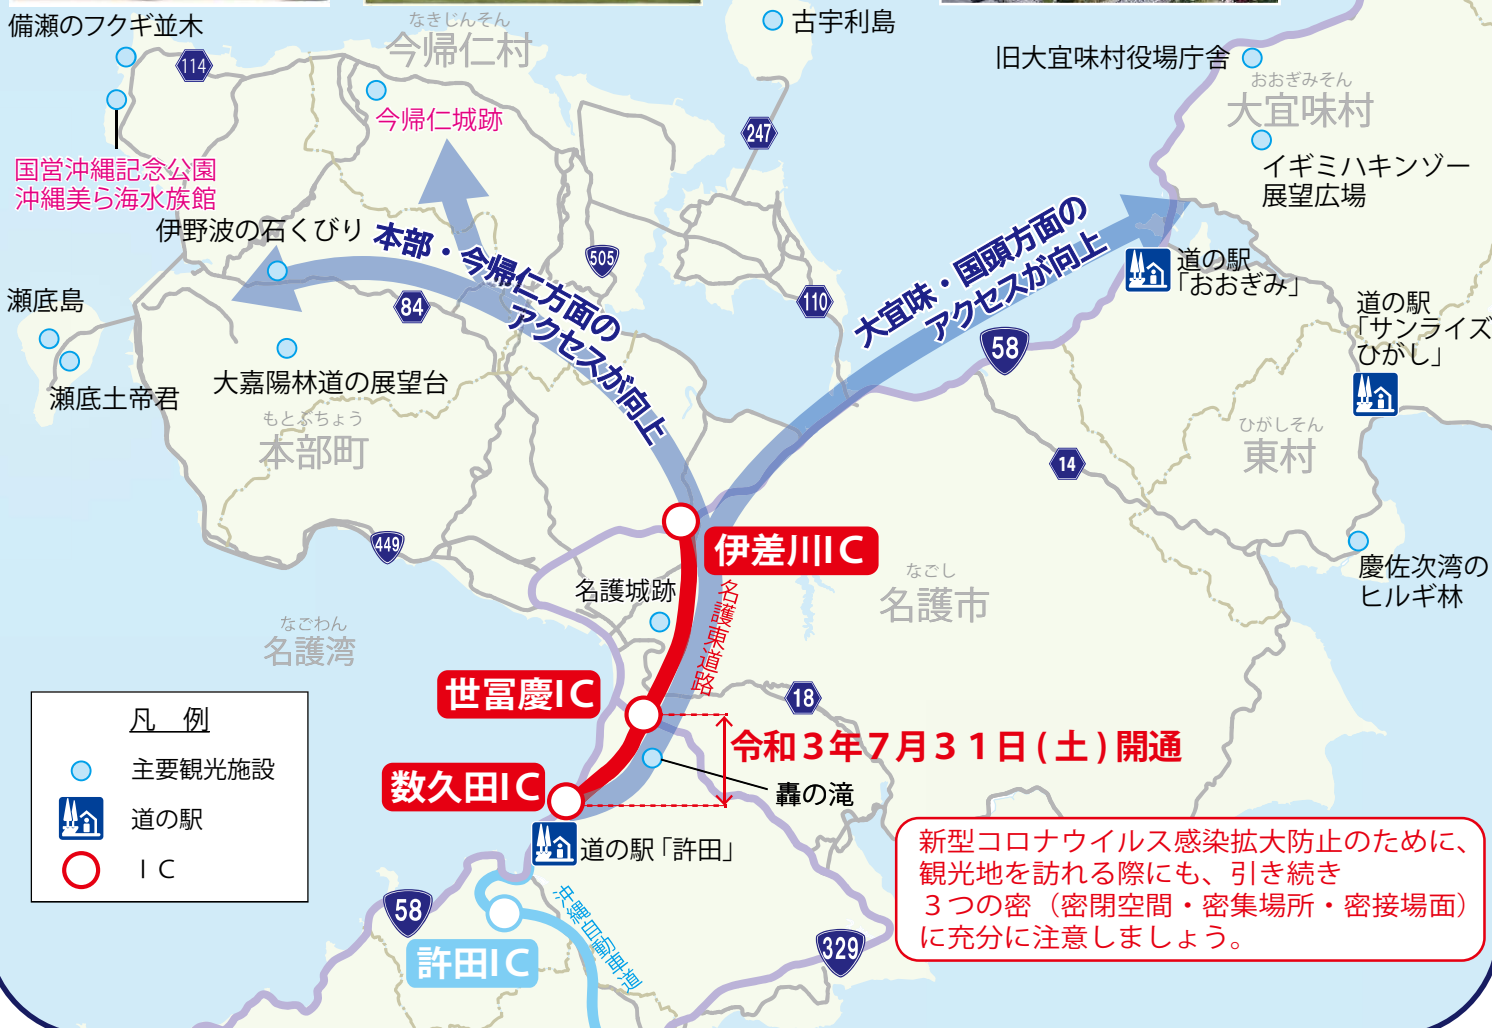 備瀬のフクギ並木
114
なきじんそん
今帰仁村
古宇利島
旧大宜味村役場庁舎
おおぎみそん
大宜味村
今帰仁城跡
247
国営沖縄記念公園
沖縄美ら海水族館
イギミハキンゾー
展望広場
伊野波の石くびり
本部・今帰仁方面の
アクセスが向上
505
大宜味・国頭方面の
アクセスが向上
道の駅
「おおぎみ」
瀬底島
84
110
58
道の駅
「サンライズ
ひがし」
瀬底土帝君
大嘉陽林道の展望台
もとぶちょう
本部町
ひがしそん
東村
14
449
伊差川IC
名護城跡
名護東道路
なごし
名護市
慶佐次湾の
ヒルギ林
なごわん
名護湾
世冨慶IC
18
令和3年7月31日(土)開通
数久田IC
轟の滝
道の駅「許田」
凡 例
主要観光施設
道の駅
IC
58
許田IC
沖縄自動車道
329
新型コロナウイルス感染拡大防止のために、
観光地を訪れる際にも、引き続き
3つの密(密閉空間・密集場所・密接場面)
に充分に注意しましょう。